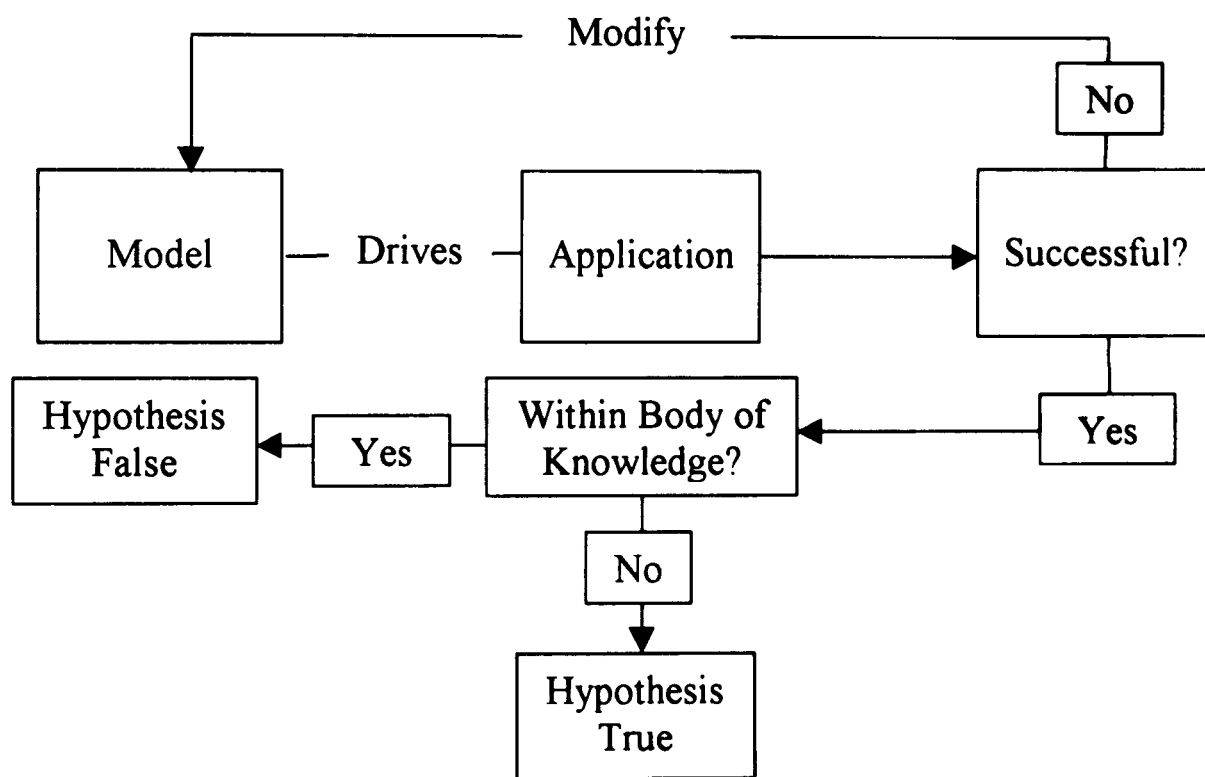 Modify
No
Model
Drives
Application
Successful?
Hypothesis
False
Yes
Within Body of
Knowledge?
Yes
No
Hypothesis
True